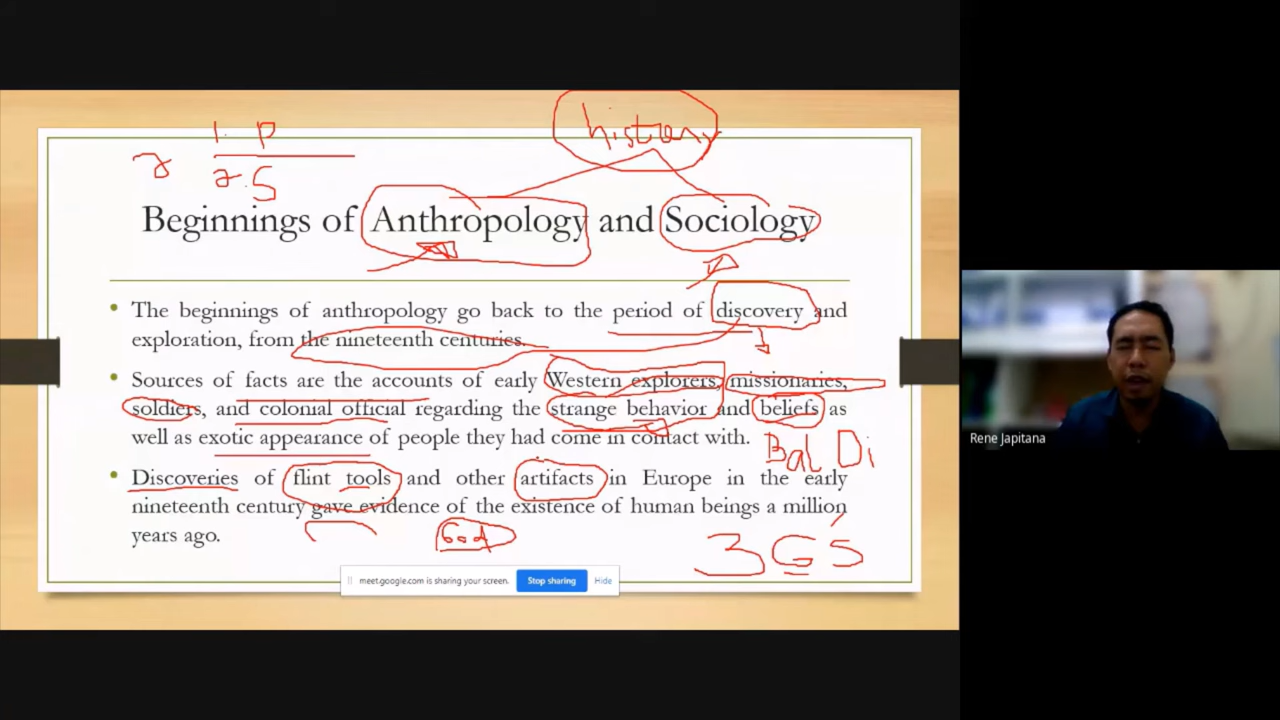 history
1. P
2. S
Beginnings of Anthropology and Sociology
The beginnings of anthropology go back to the period of discovery and
exploration, from the nineteenth centuries.
Sources of facts are the accounts of early Western explorers, missionaries,
soldiers, and colonial official regarding the strange behavior and beliefs as
well as exotic appearance of people they had come in contact with.
Rene Japitana
Bal Di
Discoveries of flint tools and other artifacts in Europe in the early
nineteenth century gave evidence of the existence of human beings a million
years ago.
God
3 G'S
meet.google.com is sharing your screen.
Stop sharing
Hide